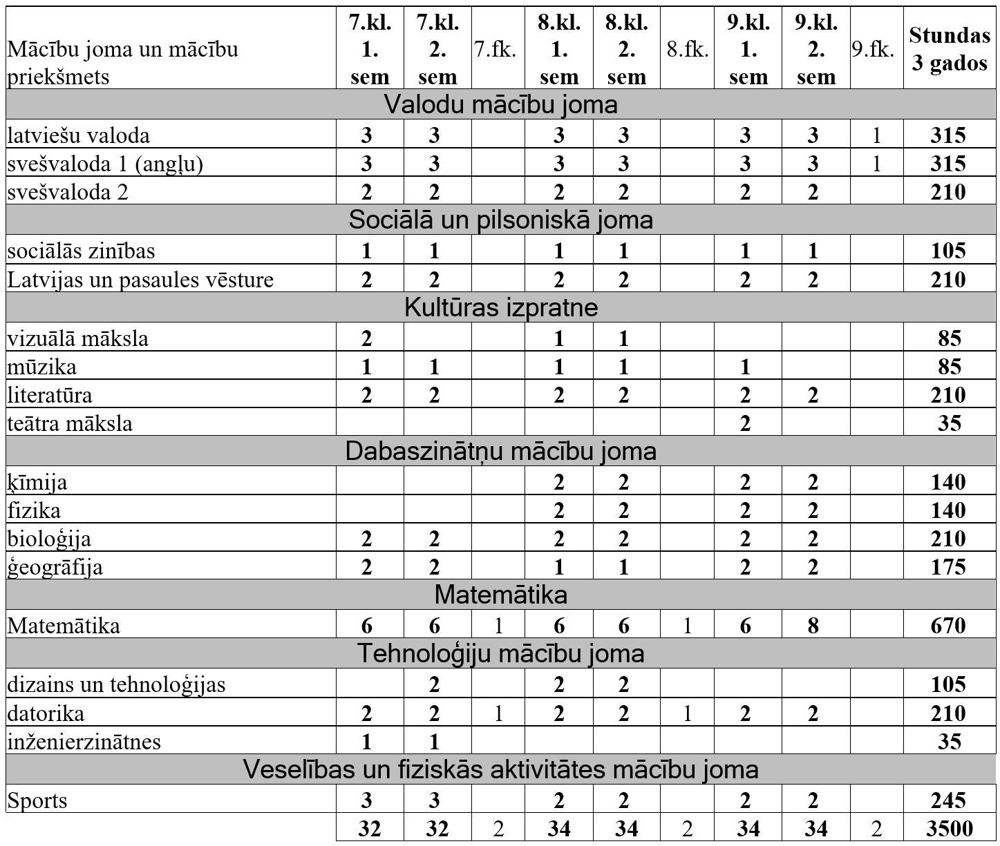 Mācību joma un mācību priekšmets 7.kl. 1. sem 7.kl. 2. sem 7.fk. 8.kl. 1. sem 8.kl. 2. sem 8.fk. 9.kl. 1. sem 9.kl. 2. sem 9.fk. Stundas 3 gados
Valodu mācību joma
latviešu valoda 3 3 3 3 3 3 1 315
svešvaloda 1 (angļu) 3 3 3 3 3 3 1 315
svešvaloda 2 2 2 2 2 2 2 210
Sociālā un pilsoniskā joma
sociālās zinības 1 1 1 1 1 1 105
Latvijas un pasaules vēsture 2 2 2 2 2 2 210
Kultūras izpratne
vizuālā māksla 2 1 1 85
mūzika 1 1 1 1 1 85
literatūra 2 2 2 2 2 2 210
teātra māksla 2 35
Dabaszinātņu mācību joma
ķīmija 2 2 2 2 140
fizika 2 2 2 2 140
bioloģija 2 2 2 2 2 2 210
ģeogrāfija 2 2 1 1 2 2 175
Matemātika
Matemātika 6 6 1 6 6 1 6 8 670
Tehnoloģiju mācību joma
dizains un tehnoloģijas 2 2 2 105
datorika 2 2 1 2 2 1 2 2 210
inženierzinātnes 1 1 35
Veselības un fiziskās aktivitātes mācību joma
Sports 3 3 2 2 2 2 245
32 32 2 34 34 2 34 34 2 3500